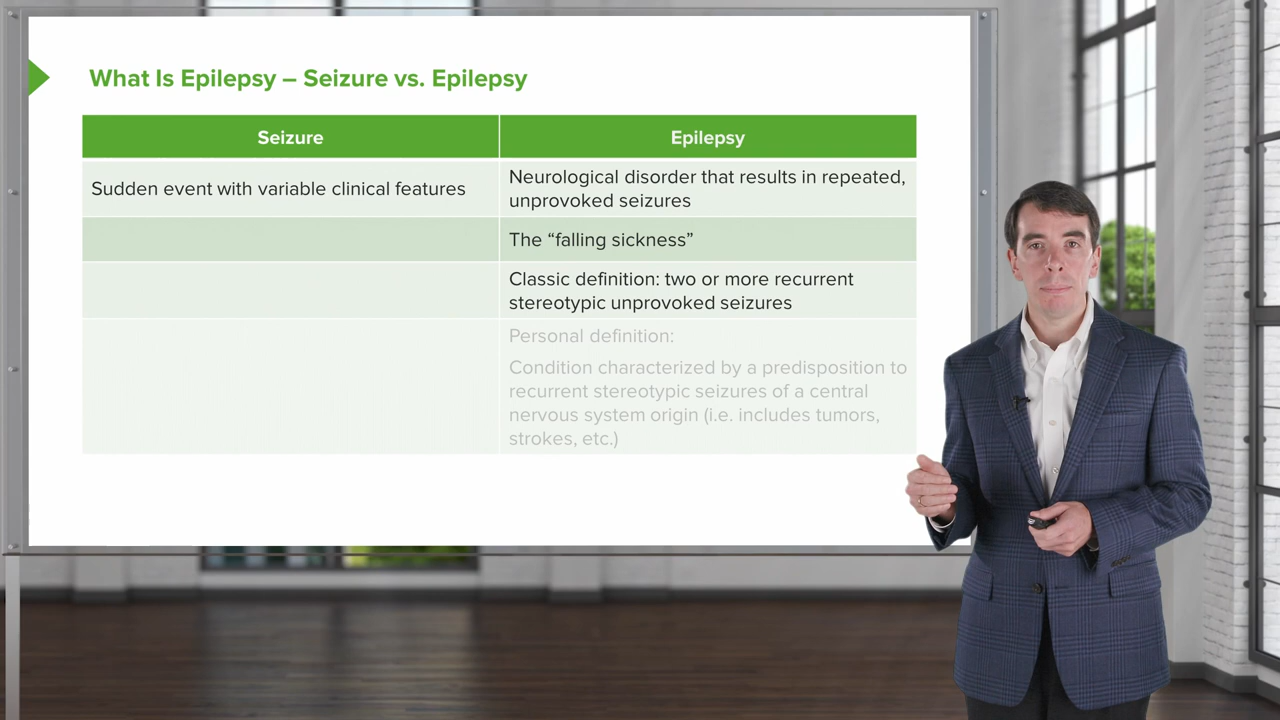 What Is Epilepsy – Seizure vs. Epilepsy
Seizure
Epilepsy
Sudden event with variable clinical features
Neurological disorder that results in repeated,
unprovoked seizures
The “falling sickness”
Classic definition: two or more recurrent
stereotypic unprovoked seizures
Personal definition:
Condition characterized by a predisposition to
recurrent stereotypic seizures of a central
nervous system origin (i.e. includes tumors,
strokes, etc.)